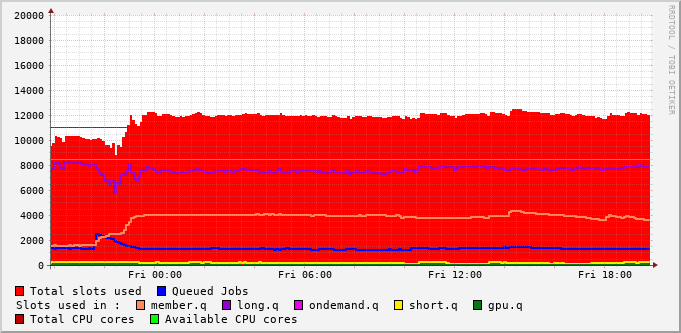 20000
18000
16000
14000
12000
10000
8000
6000
4000
2000
0
Fri 00:00 Fri 06:00 Fri 12:00 Fri 18:00
RRDTOOL / TOBI OETIKER
Total slots used Queued Jobs
Slots used in : member.q long.q ondemand.q short.q gpu.q
Total CPU cores Available CPU cores